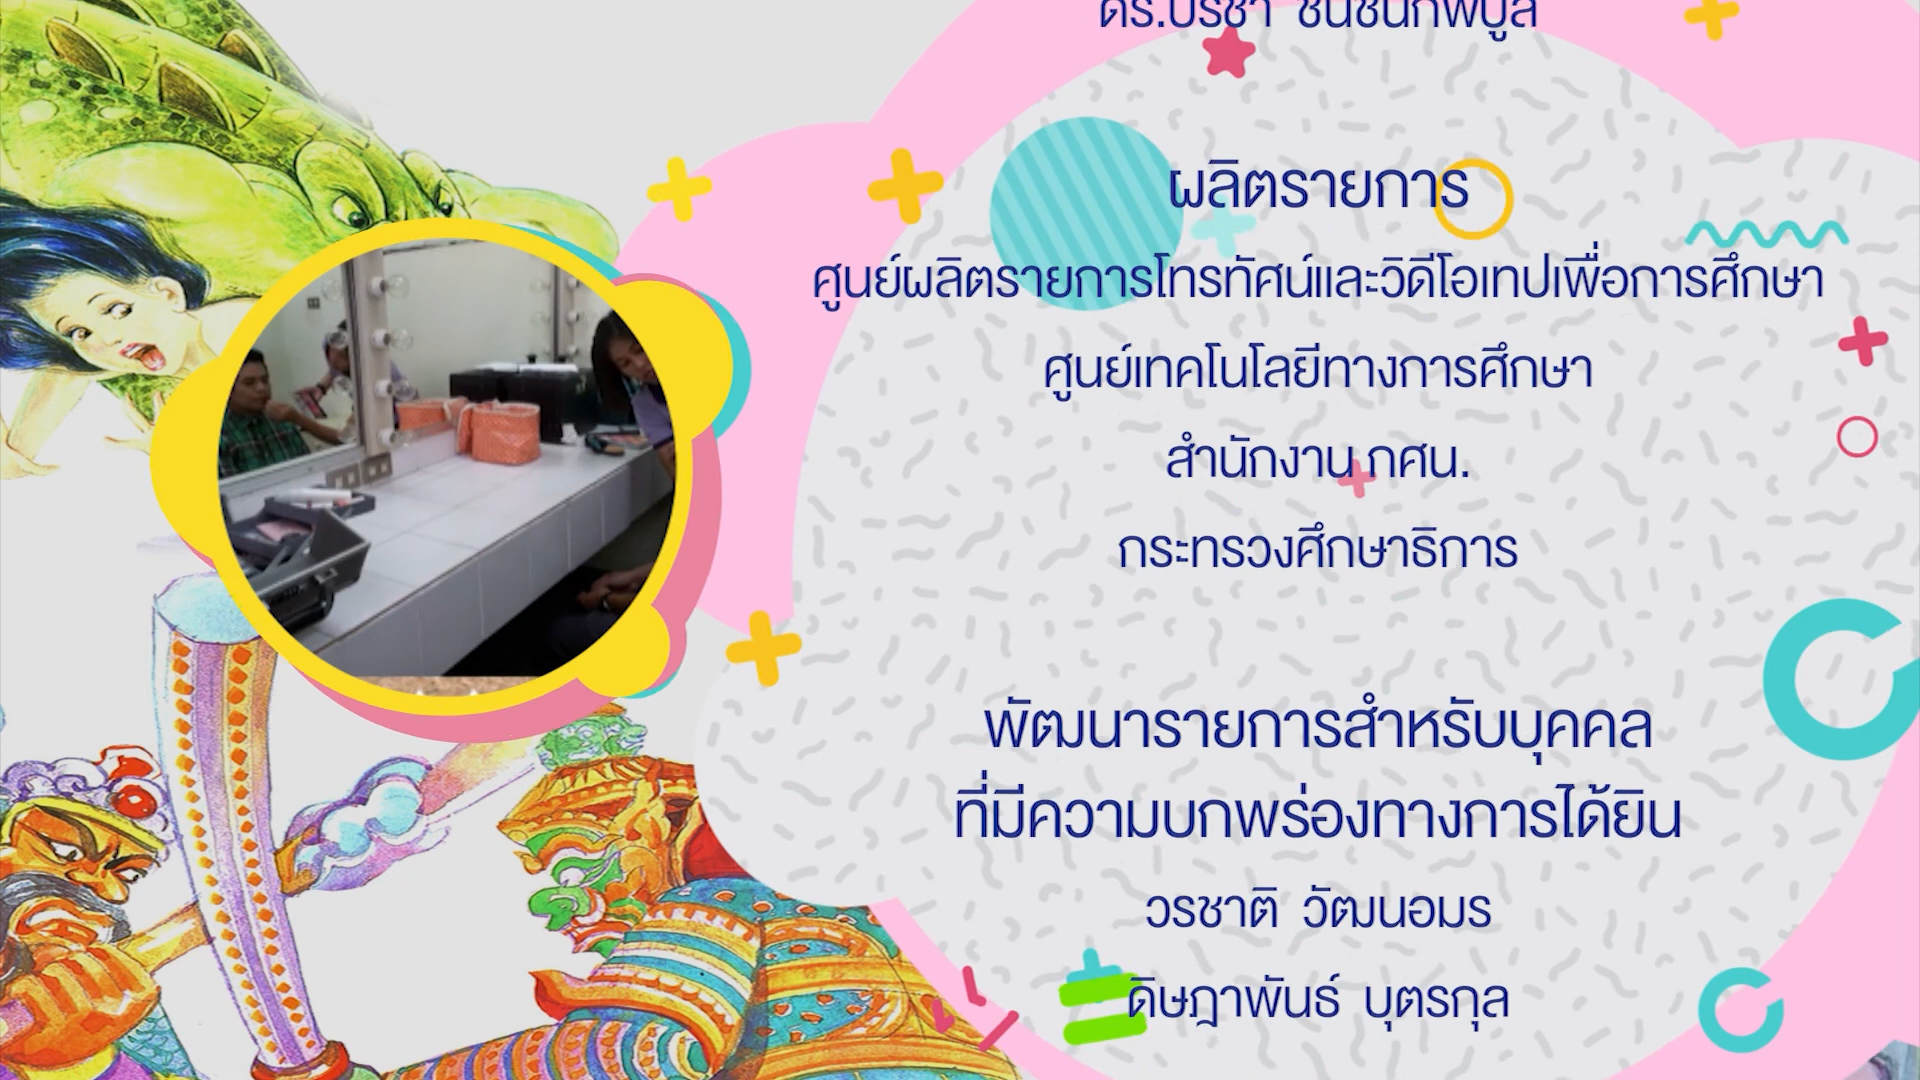 ผลิตรายการ
ศูนย์ผลิตรายการโทรทัศน์และวิดีโอเทปเพื่อการศึกษา
ศูนย์เทคโนโลยีทางการศึกษา
สำนักงาน กศน.
กระทรวงศึกษาธิการ
พัฒนารายการสำหรับบุคคล
ที่มีความบกพร่องทางการได้ยิน
วรชาติ วัฒนอมร
ดิษฎาพันธ์ บุตรกุล